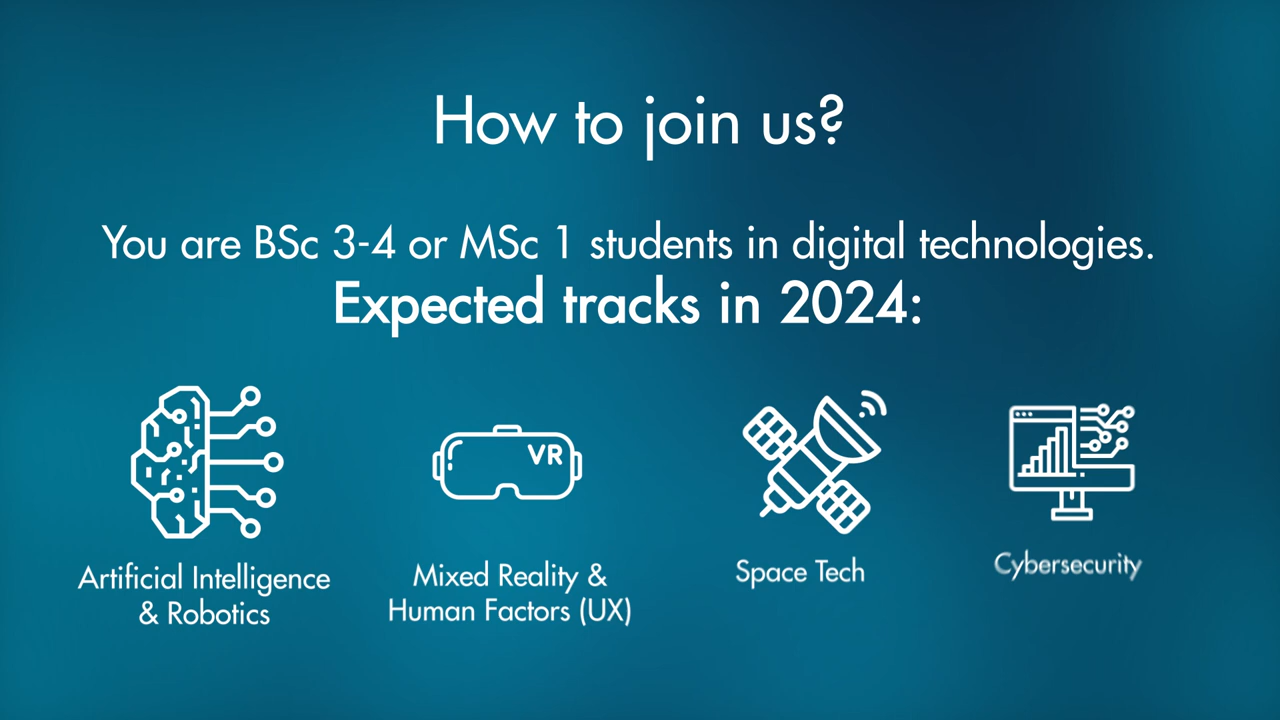 How to join us?
You are BSc 3-4 or MSc 1 students in digital technologies.
Expected tracks in 2024:
VR
Artificial Intelligence
& Robotics
Mixed Reality &
Human Factors (UX)
Space Tech
Cybersecurity